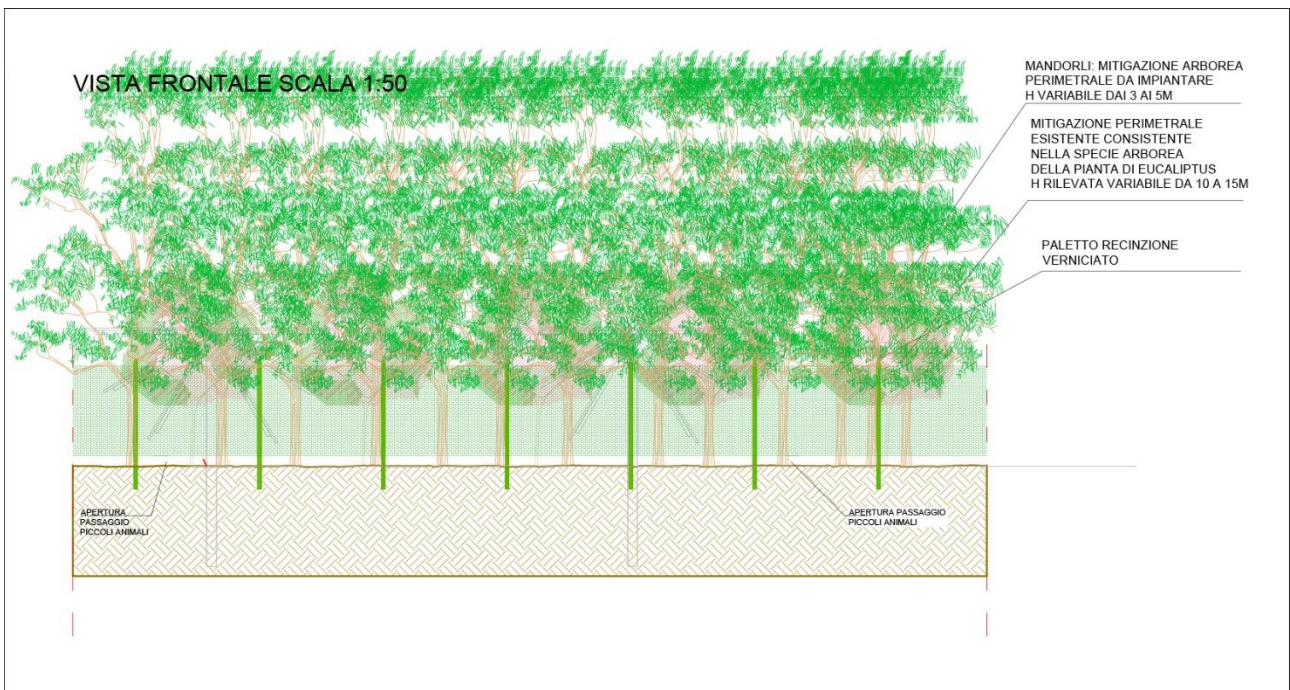 VISTA FRONTALE SCALA 1:50
MANDORLI: MITIGAZIONE ARBOREA
PERIMETRALE DA IMPIANTARE
H VARIABILE DAI 3 AI 5M
MITIGAZIONE PERIMETRALE
ESISTENTE CONSISTENTE
NELLA SPECIE ARBOREA
DELLA PIANTA DI EUCALIPTUS
H RILEVATA VARIABILE DA 10 A 15M
PALETTO RECINZIONE
VERNICIATO
APERTURA
PASSAGGIO
PICCOLI ANIMALI
APERTURA PASSAGGIO
PICCOLI ANIMALI